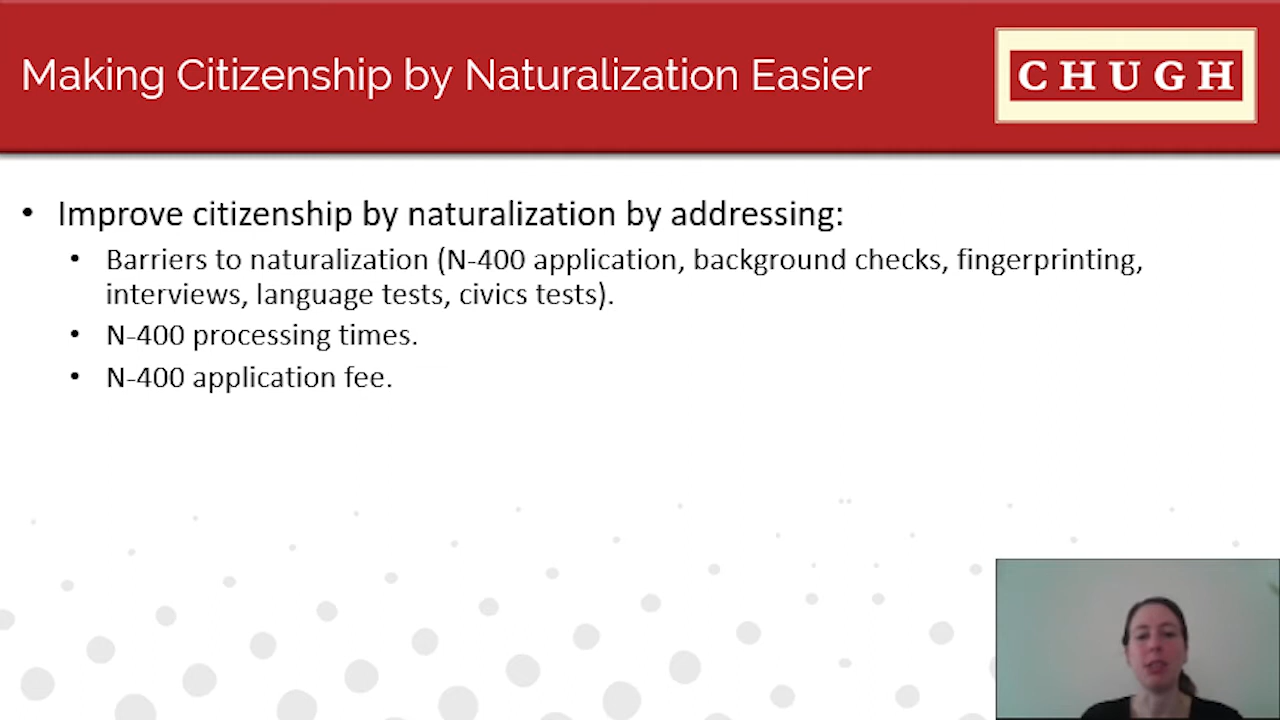 Making Citizenship by Naturalization Easier
CHUGH
• Improve citizenship by naturalization by addressing:
• Barriers to naturalization (N-400 application, background checks, fingerprinting,
interviews, language tests, civics tests).
• N-400 processing times.
• N-400 application fee.